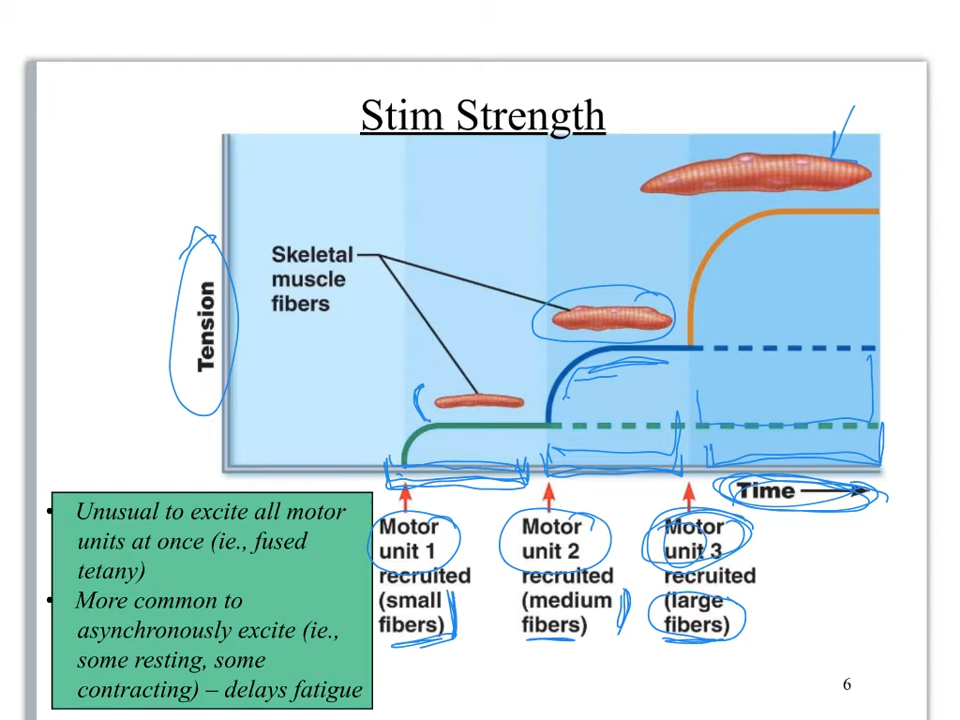 Stim Strength
Skeletal
muscle
fibers
Tension
Time
Motor
unit 1
recruited
(small
fibers)
Motor
unit 2
recruited
(medium
fibers)
Motor
unit 3
recruited
(large
fibers)
• Unusual to excite all motor
units at once (ie., fused
tetany)
• More common to
asynchronously excite (ie.,
some resting, some
contracting) – delays fatigue
6